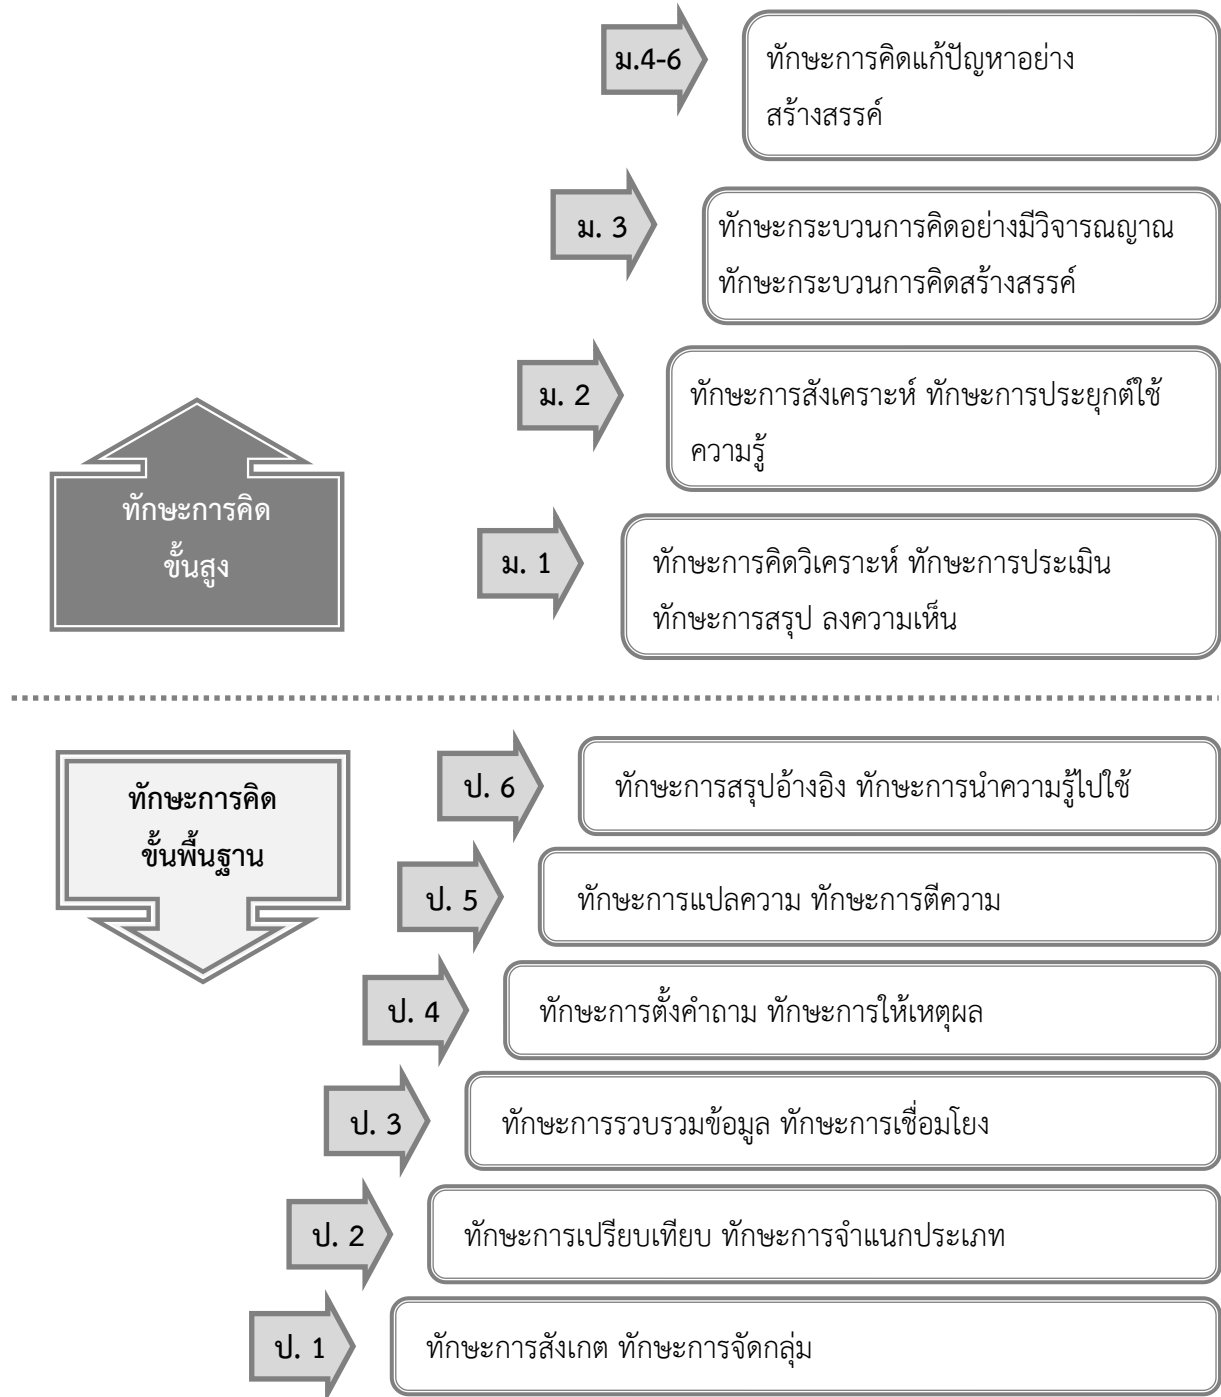 ม.4-6
ทักษะการคิดแก้ปัญหาอย่าง
สร้างสรรค์
ม. 3
ทักษะกระบวนการคิดอย่างมีวิจารณญาณ
ทักษะกระบวนการคิดสร้างสรรค์
ม. 2
ทักษะการสังเคราะห์ ทักษะการประยุกต์ใช้
ความรู้
ทักษะการคิด
ขั้นสูง
ม. 1
ทักษะการคิดวิเคราะห์ ทักษะการประเมิน
ทักษะการสรุป ลงความเห็น
ทักษะการคิด
ขั้นพื้นฐาน
ป. 6
ทักษะการสรุปอ้างอิง ทักษะการนำความรู้ไปใช้
ป. 5
ทักษะการแปลความ ทักษะการตีความ
ป. 4
ทักษะการตั้งคำถาม ทักษะการให้เหตุผล
ป. 3
ทักษะการรวบรวมข้อมูล ทักษะการเชื่อมโยง
ป. 2
ทักษะการเปรียบเทียบ ทักษะการจำแนกประเภท
ป. 1
ทักษะการสังเกต ทักษะการจัดกลุ่ม